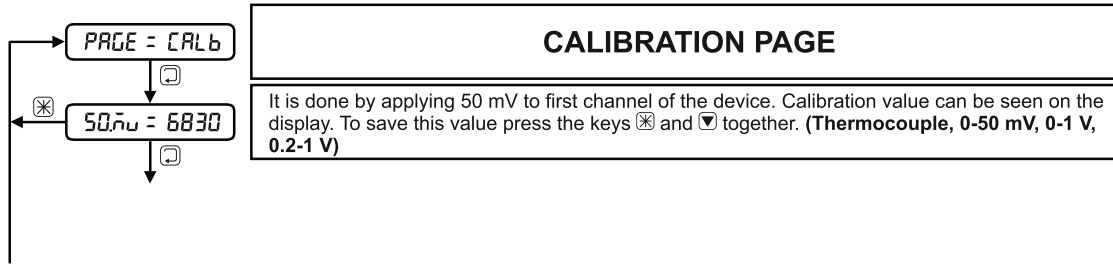 PAGE = CALb
CALIBRATION PAGE
50.mv = 6830
It is done by applying 50 mV to first channel of the device. Calibration value can be seen on the
display. To save this value press the keys and together. (Thermocouple, 0-50 mV, 0-1 V,
0.2-1 V)